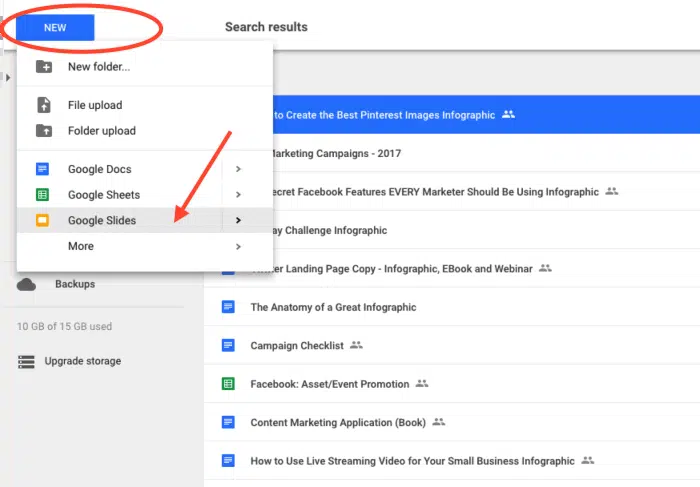 NEW
Search results
New folder...
File upload
Folder upload
Google Docs
Google Sheets
Google Slides
More
Backups
10 GB of 15 GB used
Upgrade storage
to Create the Best Pinterest Images Infographic
Marketing Campaigns - 2017
Facebook Features EVERY Marketer Should Be Using Infographic
Challenge Infographic
Landing Page Copy - Infographic, EBook and Webinar
The Anatomy of a Great Infographic
Campaign Checklist
Facebook: Asset/Event Promotion
Content Marketing Application (Book)
How to Use Live Streaming Video for Your Small Business Infographic